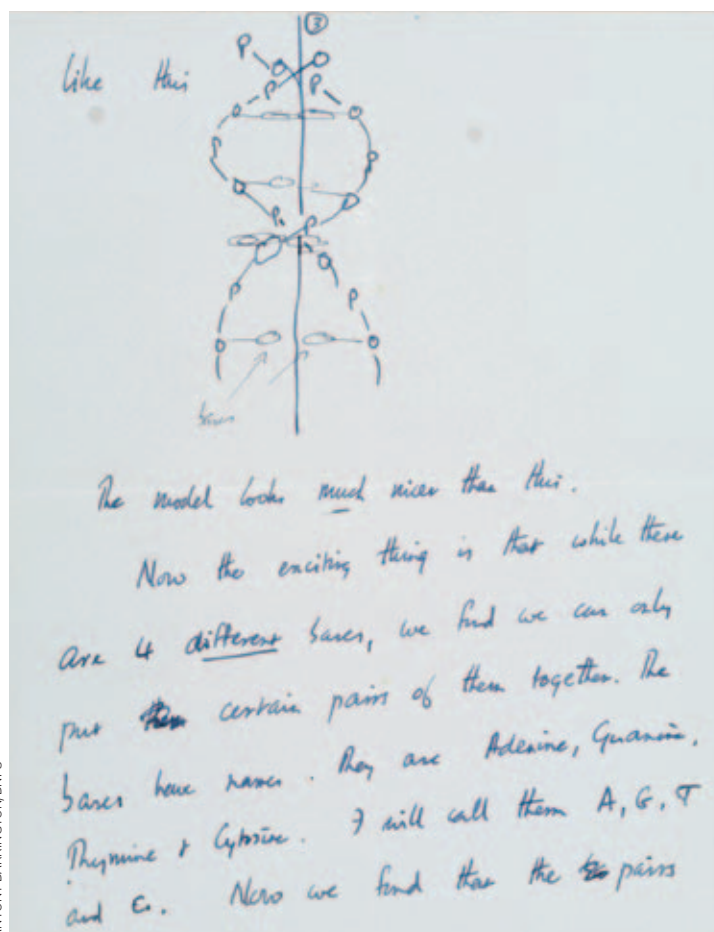 ③
like this
P
P P
P P
P P
P P
bases
The model looks much nicer than this.
Now the exciting thing is that while there
are 4 different bases, we find we can only
put certain pairs of them together. The
bases have names. They are Adenine, Guanine,
Thymine & Cytosine. I will call them A, G, T
and C. Now we find that the pairs